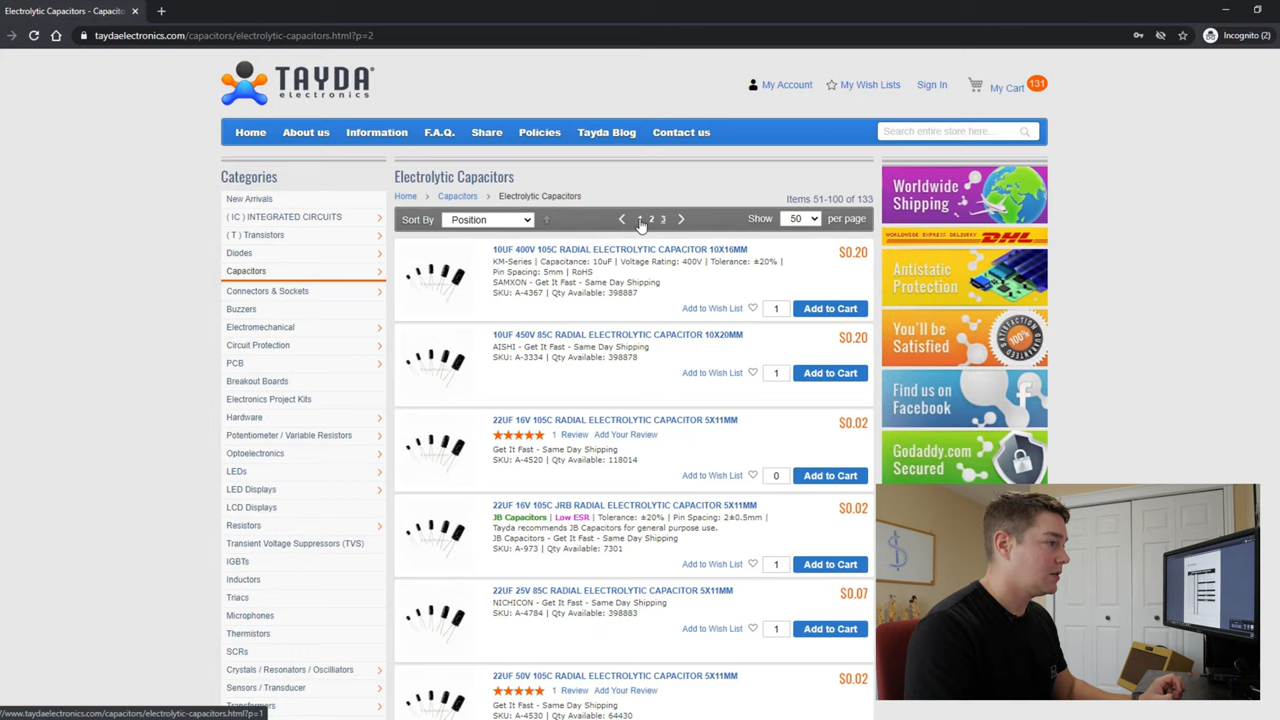 Electrolytic Capacitors - Capacito
taydaelectronics.com/capacitors/electrolytic-capacitors.html?p=2
Incognito (2)
TAYDA
electronics
My Account
My Wish Lists
Sign In
My Cart
131
Home
About us
Information
F.A.Q.
Share
Policies
Tayda Blog
Contact us
Search entire store here...
Categories
New Arrivals
( IC ) INTEGRATED CIRCUITS
( T ) Transistors
Diodes
Capacitors
Connectors & Sockets
Buzzers
Electromechanical
Circuit Protection
PCB
Breakout Boards
Electronics Project Kits
Hardware
Potentiometer / Variable Resistors
Optoelectronics
LEDs
LED Displays
LCD Displays
Resistors
Transient Voltage Suppressors (TVS)
IGBTs
Inductors
Triacs
Microphones
Thermistors
SCRs
Crystals / Resonators / Oscillators
Sensors / Transducer
Transformers
//www.taydaelectronics.com/capacitors/electrolytic-capacitors.html?p=1
Electrolytic Capacitors
Home > Capacitors > Electrolytic Capacitors
Items 51-100 of 133
Sort By
Position
1 2 3
Show
50
per page
10UF 400V 105C RADIAL ELECTROLYTIC CAPACITOR 10X16MM
$0.20
KM-Series | Capacitance: 10uF | Voltage Rating: 400V | Tolerance: ±20% |
Pin Spacing: 5mm | RoHS
SAMXON - Get It Fast - Same Day Shipping
SKU: A-4367 | Qty Available: 398887
Add to Wish List
1
Add to Cart
10UF 450V 85C RADIAL ELECTROLYTIC CAPACITOR 10X20MM
$0.20
AISHI - Get It Fast - Same Day Shipping
SKU: A-3334 | Qty Available: 398878
Add to Wish List
1
Add to Cart
22UF 16V 105C RADIAL ELECTROLYTIC CAPACITOR 5X11MM
$0.02
1 Review Add Your Review
Get It Fast - Same Day Shipping
SKU: A-4520 | Qty Available: 118014
Add to Wish List
0
Add to Cart
22UF 16V 105C JRB RADIAL ELECTROLYTIC CAPACITOR 5X11MM
$0.02
JB Capacitors | Low ESR | Tolerance: ±20% | Pin Spacing: 2±0.5mm |
Tayda recommends JB Capacitors for general purpose use.
JB Capacitors - Get It Fast - Same Day Shipping
SKU: A-973 | Qty Available: 7301
Add to Wish List
1
Add to Cart
22UF 25V 85C RADIAL ELECTROLYTIC CAPACITOR 5X11MM
$0.07
NICHICON - Get It Fast - Same Day Shipping
SKU: A-4784 | Qty Available: 398883
Add to Wish List
1
Add to Cart
22UF 50V 105C RADIAL ELECTROLYTIC CAPACITOR 5X11MM
$0.02
1 Review Add Your Review
Get It Fast - Same Day Shipping
SKU: A-4530 | Qty Available: 64430
Worldwide
Shipping
WORLDWIDE EXPRESS DELIVERY
DHL
Antistatic
Protection
You'll be
Satisfied
100%
Find us on
Facebook
Godaddy.com
Secured